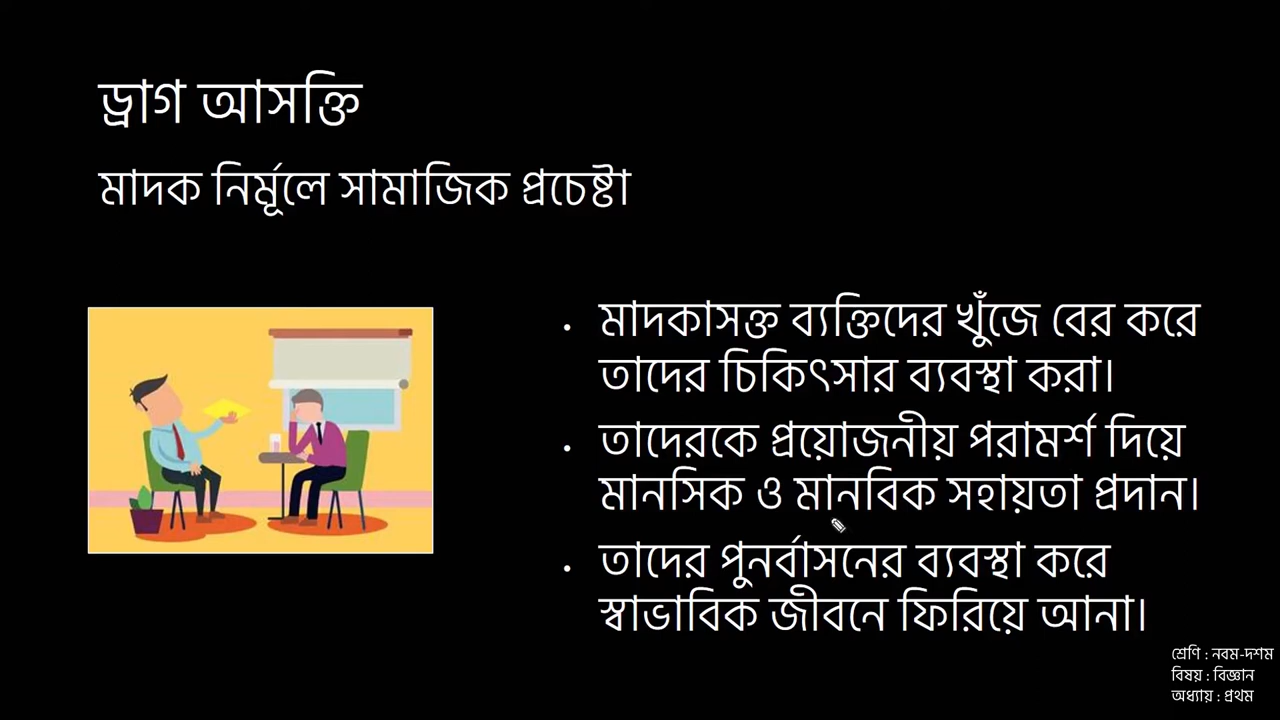 ড্রাগ আসক্তি
মাদক নির্মূলে সামাজিক প্রচেষ্টা
• মাদকাসক্ত ব্যক্তিদের খুঁজে বের করে
তাদের চিকিৎসার ব্যবস্থা করা।
• তাদেরকে প্রয়োজনীয় পরামর্শ দিয়ে
মানসিক ও মানবিক সহায়তা প্রদান।
• তাদের পুনর্বাসনের ব্যবস্থা করে
স্বাভাবিক জীবনে ফিরিয়ে আনা।
শ্রেণি : নবম-দশম
বিষয় : বিজ্ঞান
অধ্যায় : প্রথম